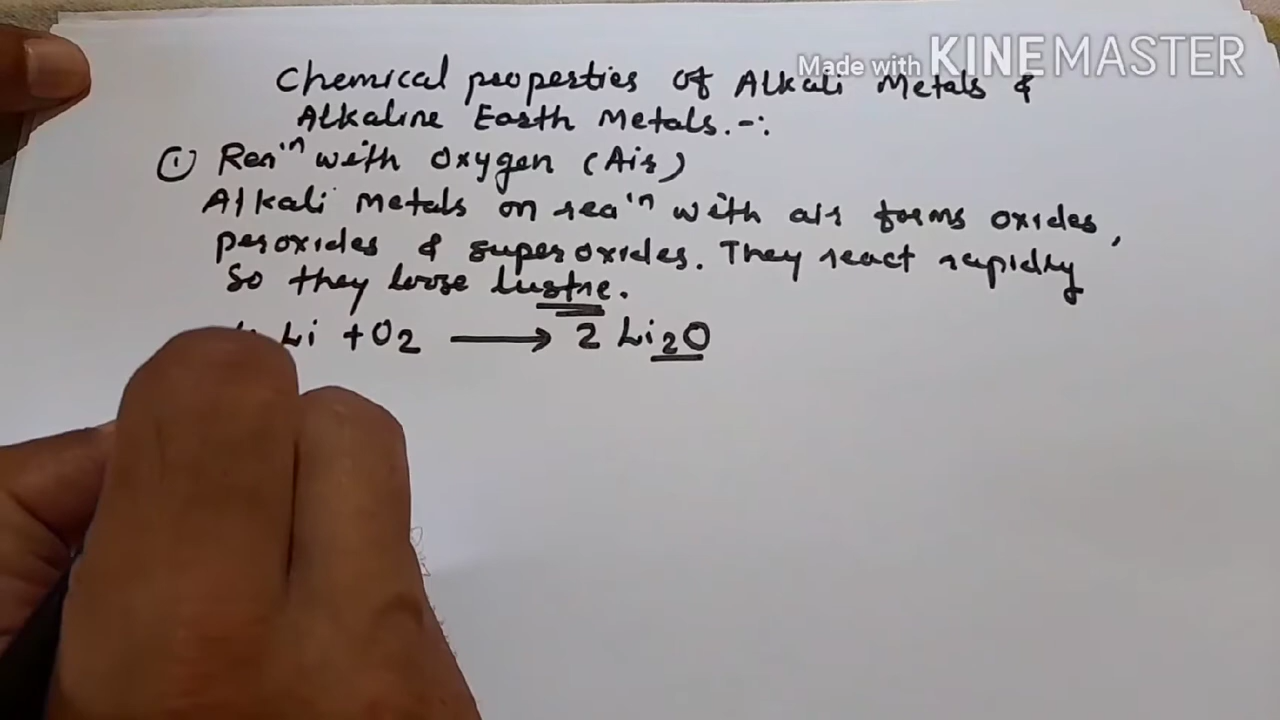 Made with KINEMASTER
Chemical properties of Alkali Metals &
Alkaline Earth Metals.-:
① Rea'n with Oxygen (Air)
Alkali Metals on rea'n with air forms oxides,
peroxides & superoxides. They react rapidly
So they loose lustre.
Li + O2 ⟶ 2 Li2O